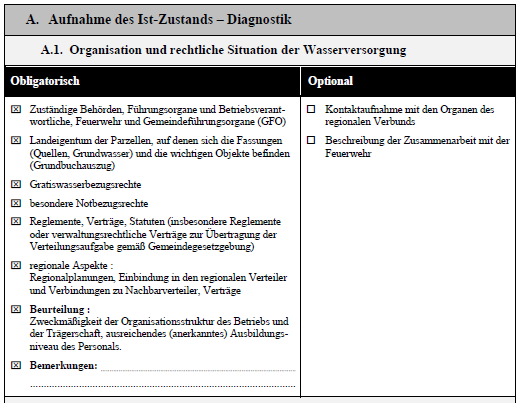 A. Aufnahme des Ist-Zustands – Diagnostik
A.1. Organisation und rechtliche Situation der Wasserversorgung
Obligatorisch
☒ Zuständige Behörden, Führungsorgane und Betriebsverant-
wortliche, Feuerwehr und Gemeindeführungsorgane (GFO)
☒ Landeigentum der Parzellen, auf denen sich die Fassungen
(Quellen, Grundwasser) und die wichtigen Objekte befinden
(Grundbuchauszug)
☒ Gratiswasserbezugsrechte
☒ besondere Notbezugsrechte
☒ Reglemente, Verträge, Statuten (insbesondere Reglemente
oder verwaltungsrechtliche Verträge zur Übertragung der
Verteilungsaufgabe gemäß Gemeindegesetzgebung)
☒ regionale Aspekte :
Regionalplanungen, Einbindung in den regionalen Verteiler
und Verbindungen zu Nachbarverteiler, Verträge
☒ Beurteilung :
Zweckmäßigkeit der Organisationsstruktur des Betriebs und
der Trägerschaft, ausreichendes (anerkanntes) Ausbildungs-
niveau des Personals.
☒ Bemerkungen:
Optional
☐ Kontaktaufnahme mit den Organen des
regionalen Verbunds
☐ Beschreibung der Zusammenarbeit mit der
Feuerwehr